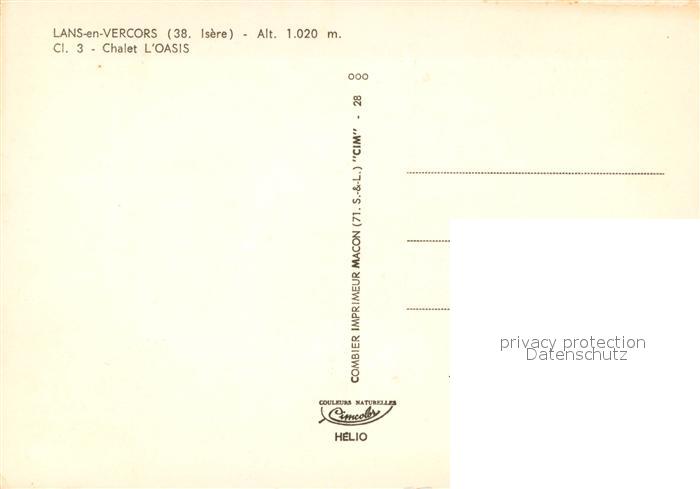 LANS-en-VERCORS (38. Isère) - Alt. 1.020 m.
Cl. 3 - Chalet L'OASIS
000
COMBIER IMPRIMEUR MACON (71. S.-&-L.) "CIM" - 28
COULEURS NATURELLES
Cimcolor
HÉLIO
privacy protection
Datenschutz